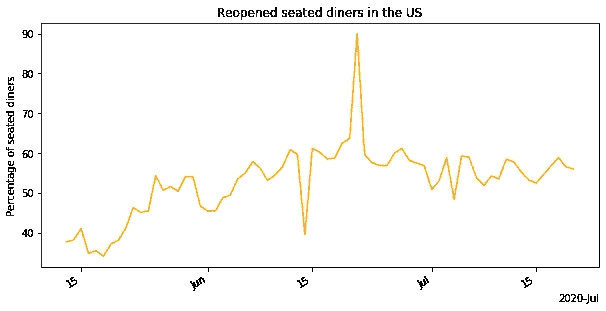 Reopened seated diners in the US
Percentage of seated diners
90
80
70
60
50
40
15
Jun
15
Jul
15
2020-Jul